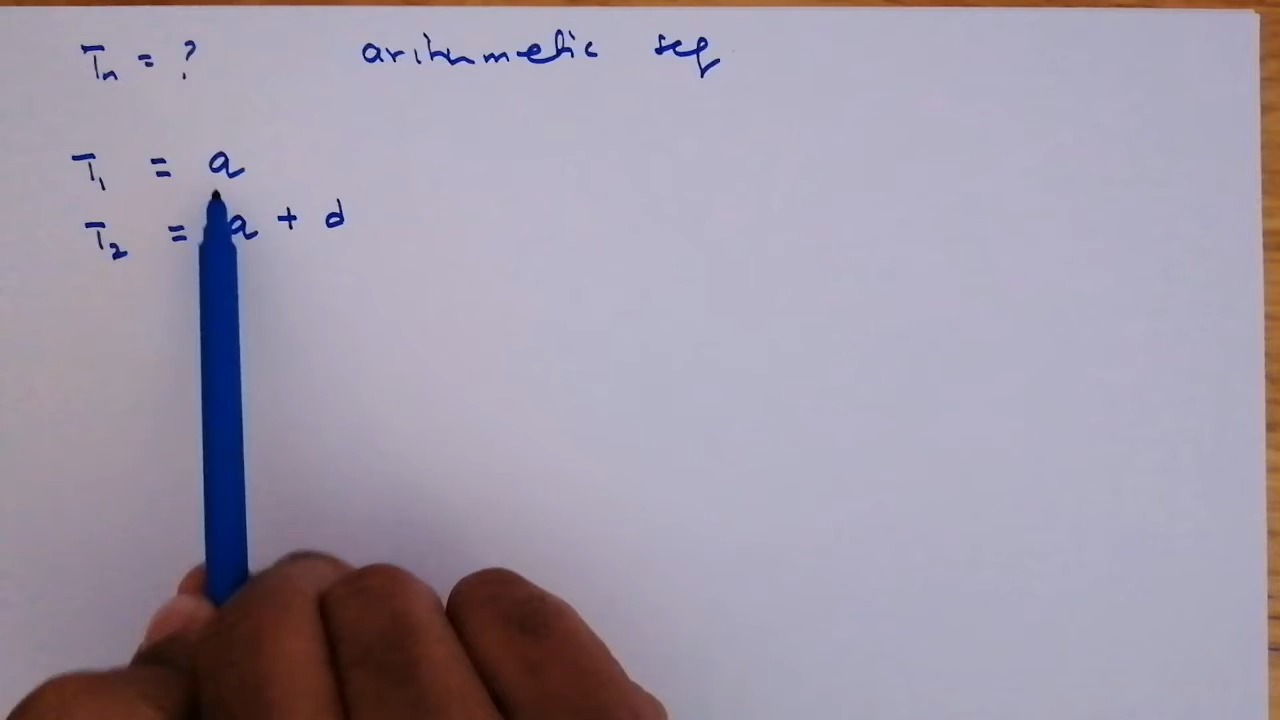 Tn = ? arithmetic seq
T1 = a
T2 = a + d